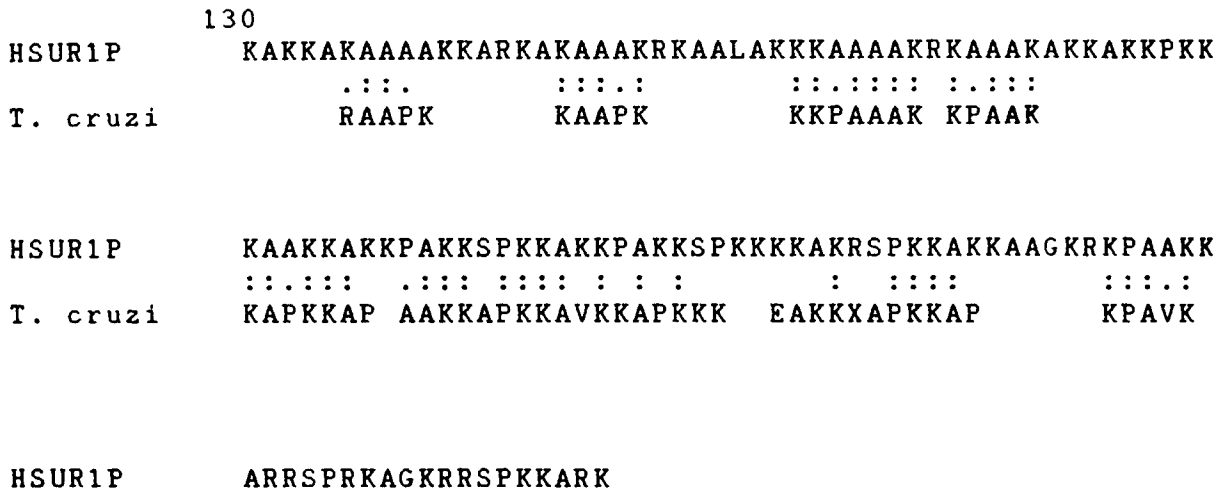 130
HSUR1P KAKKAKAAAAKKARKAKAAAKRKAALAKKKAAAAKRKAAAKAKKAKKPKK
.::. :::.: ::.:::: :.:::
T. cruzi RAAPK KAAPK KKPAAAK KPAAK
HSUR1P KAAKKAKKPAKKSPKKAKKPAKKSPKKKKAKRSPKKAKKAAGKRKPAAKK
::.::: .::: :::: : : : : :::: :::.:
T. cruzi KAPKKAP AAKKAPKKAVKKAPKKK EAKKXAPKKAP KPAVK
HSUR1P ARRSPRKAGKRRSPKKARK